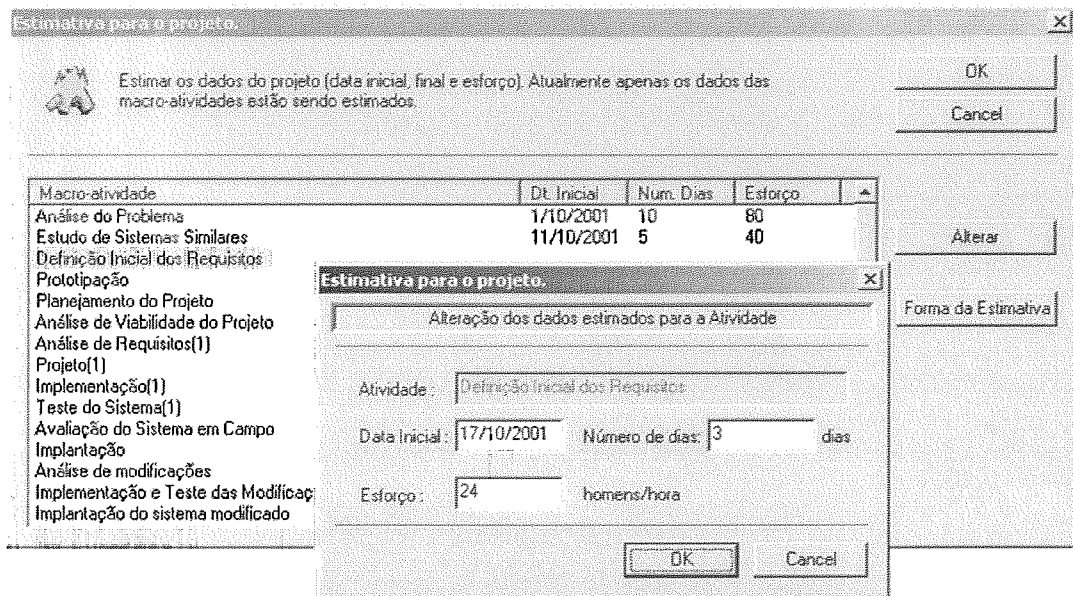 Estimativa para o projeto.
Estimar os dados do projeto (data inicial, final e esforço). Atualmente apenas os dados das
macro-atividades estão sendo estimados.
OK
Cancel
Macro-atividade Dt. Inicial Num. Dias Esforço
Análise do Problema 1/10/2001 10 80
Estudo de Sistemas Similares 11/10/2001 5 40
Definição Inicial dos Requisitos
Prototipação
Planejamento do Projeto
Análise de Viabilidade do Projeto
Análise de Requisitos(1)
Projeto(1)
Implementação(1)
Teste do Sistema(1)
Avaliação do Sistema em Campo
Implantação
Análise de modificações
Implementação e Teste das Modificaç
Implantação do sistema modificado
Alterar
Forma da Estimativa
Estimativa para o projeto.
Alteração dos dados estimados para a Atividade
Atividade : Definição Inicial dos Requisitos
Data Inicial : 17/10/2001 Número de dias: 3 dias
Esforço : 24 homens/hora
OK Cancel